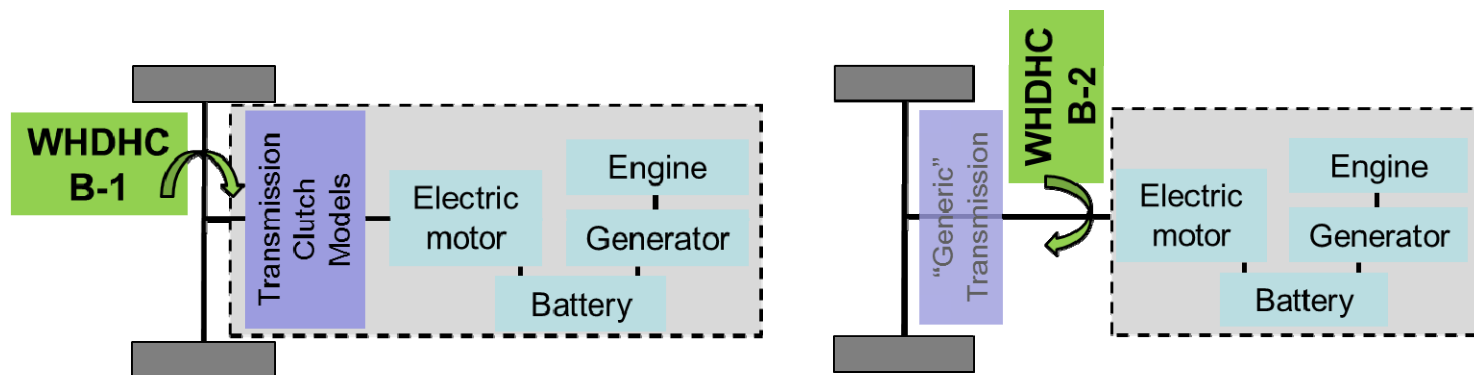 WHDHC
B-1
Transmission
Clutch
Models
Electric
motor
Engine
Generator
Battery
WHDHC
B-2
“Generic”
Transmission
Electric
motor
Engine
Generator
Battery